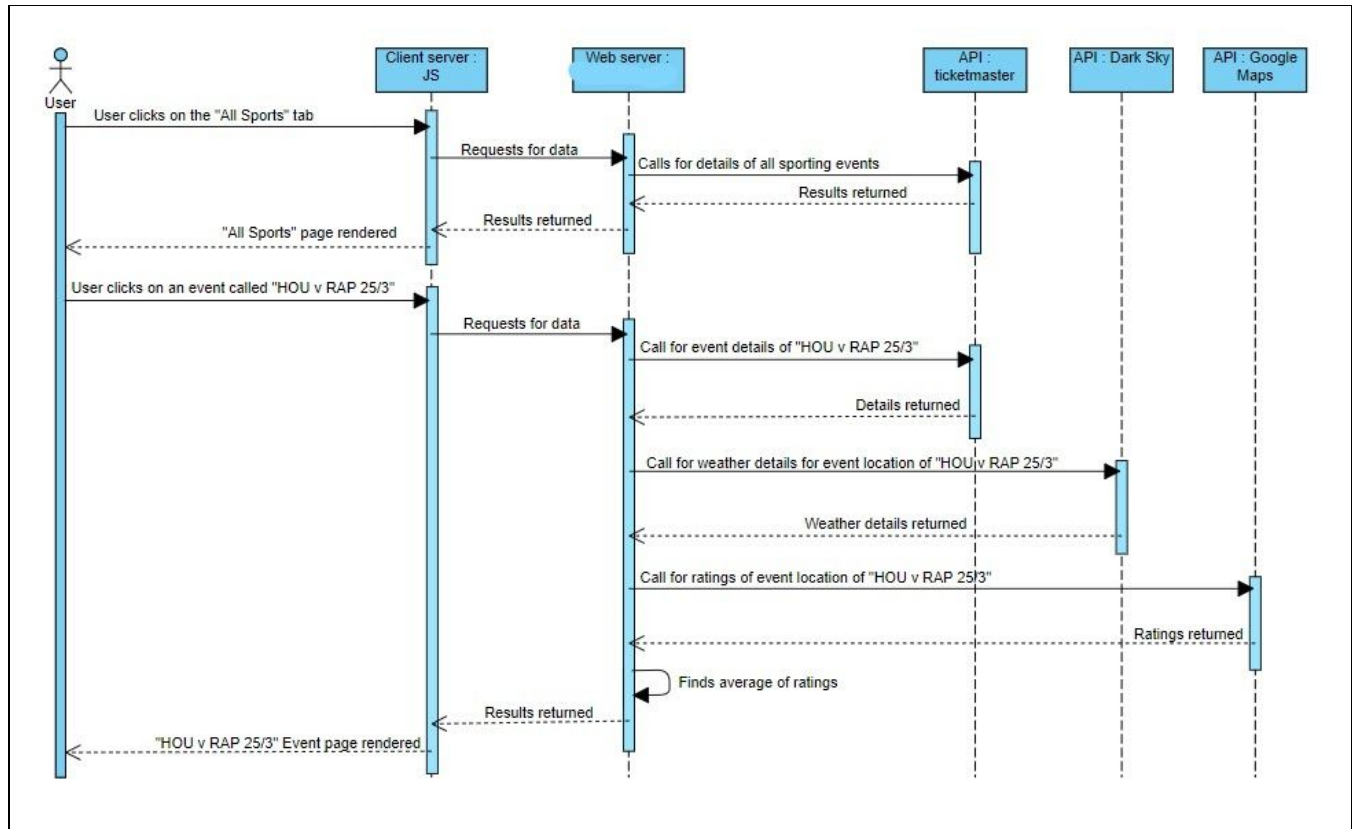 User
Client server :
JS
Web server :
API :
ticketmaster
API : Dark Sky
API : Google
Maps
User clicks on the "All Sports" tab
Requests for data
Calls for details of all sporting events
Results returned
Results returned
"All Sports" page rendered
User clicks on an event called "HOU v RAP 25/3"
Requests for data
Call for event details of "HOU v RAP 25/3"
Details returned
Call for weather details for event location of "HOU v RAP 25/3"
Weather details returned
Call for ratings of event location of "HOU v RAP 25/3"
Ratings returned
Finds average of ratings
Results returned
"HOU v RAP 25/3" Event page rendered